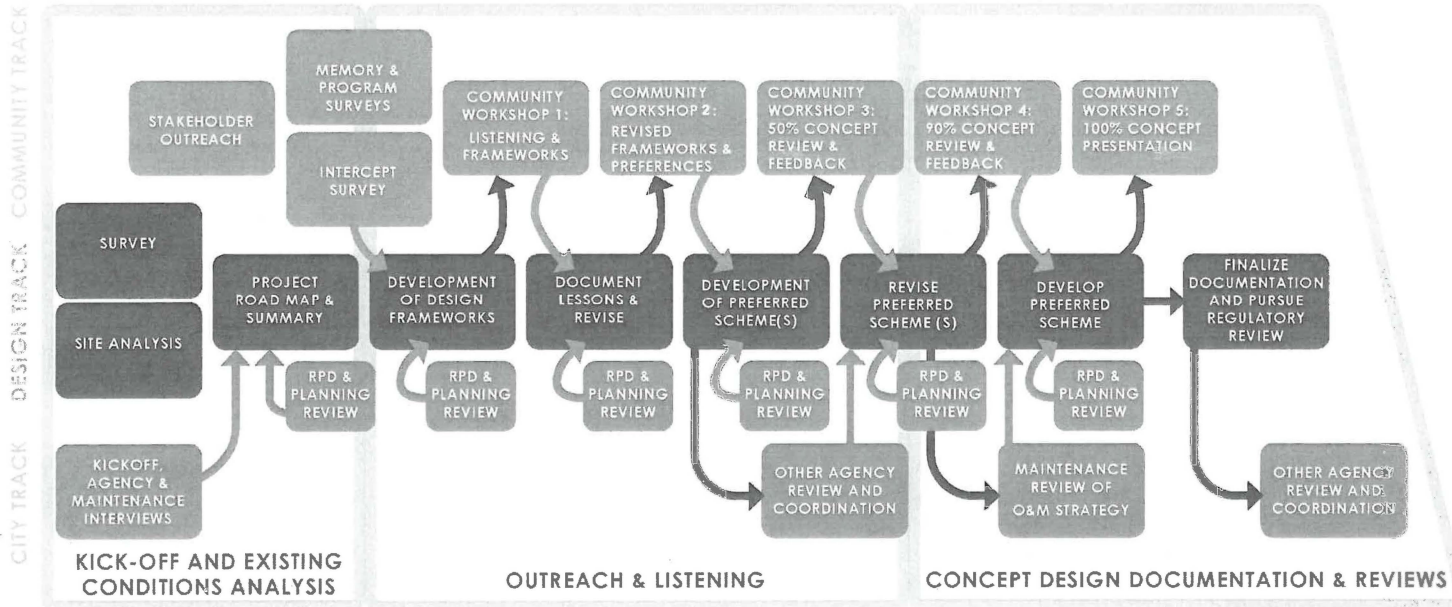 COMMUNITY TRACK
STAKEHOLDER
OUTREACH
MEMORY &
PROGRAM
SURVEYS
INTERCEPT
SURVEY
COMMUNITY
WORKSHOP 1:
LISTENING &
FRAMEWORKS
COMMUNITY
WORKSHOP 2:
REVISED
FRAMEWORKS &
PREFERENCES
COMMUNITY
WORKSHOP 3:
50% CONCEPT
REVIEW &
FEEDBACK
COMMUNITY
WORKSHOP 4:
90% CONCEPT
REVIEW &
FEEDBACK
COMMUNITY
WORKSHOP 5:
100% CONCEPT
PRESENTATION
DESIGN TRACK
SURVEY
SITE ANALYSIS
PROJECT
ROAD MAP &
SUMMARY
DEVELOPMENT
OF DESIGN
FRAMEWORKS
DOCUMENT
LESSONS &
REVISE
DEVELOPMENT
OF PREFERRED
SCHEME(S)
REVISE
PREFERRED
SCHEME (S)
DEVELOP
PREFERRED
SCHEME
FINALIZE
DOCUMENTATION
AND PURSUE
REGULATORY
REVIEW
RPD &
PLANNING
REVIEW
RPD &
PLANNING
REVIEW
RPD &
PLANNING
REVIEW
RPD &
PLANNING
REVIEW
RPD &
PLANNING
REVIEW
RPD &
PLANNING
REVIEW
CITY TRACK
KICKOFF,
AGENCY &
MAINTENANCE
INTERVIEWS
OTHER AGENCY
REVIEW AND
COORDINATION
MAINTENANCE
REVIEW OF
O&M STRATEGY
OTHER AGENCY
REVIEW AND
COORDINATION
KICK-OFF AND EXISTING
CONDITIONS ANALYSIS
OUTREACH & LISTENING
CONCEPT DESIGN DOCUMENTATION & REVIEWS